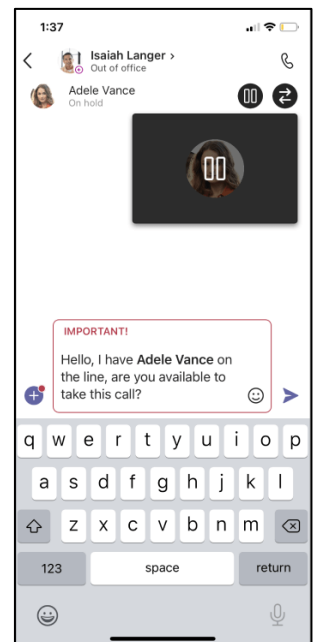 1:37
Isaiah Langer >
Out of office
Adele Vance
On hold
IMPORTANT!
Hello, I have Adele Vance on
the line, are you available to
take this call?
q w e r t y u i o p
a s d f g h j k l
z x c v b n m
123 space return